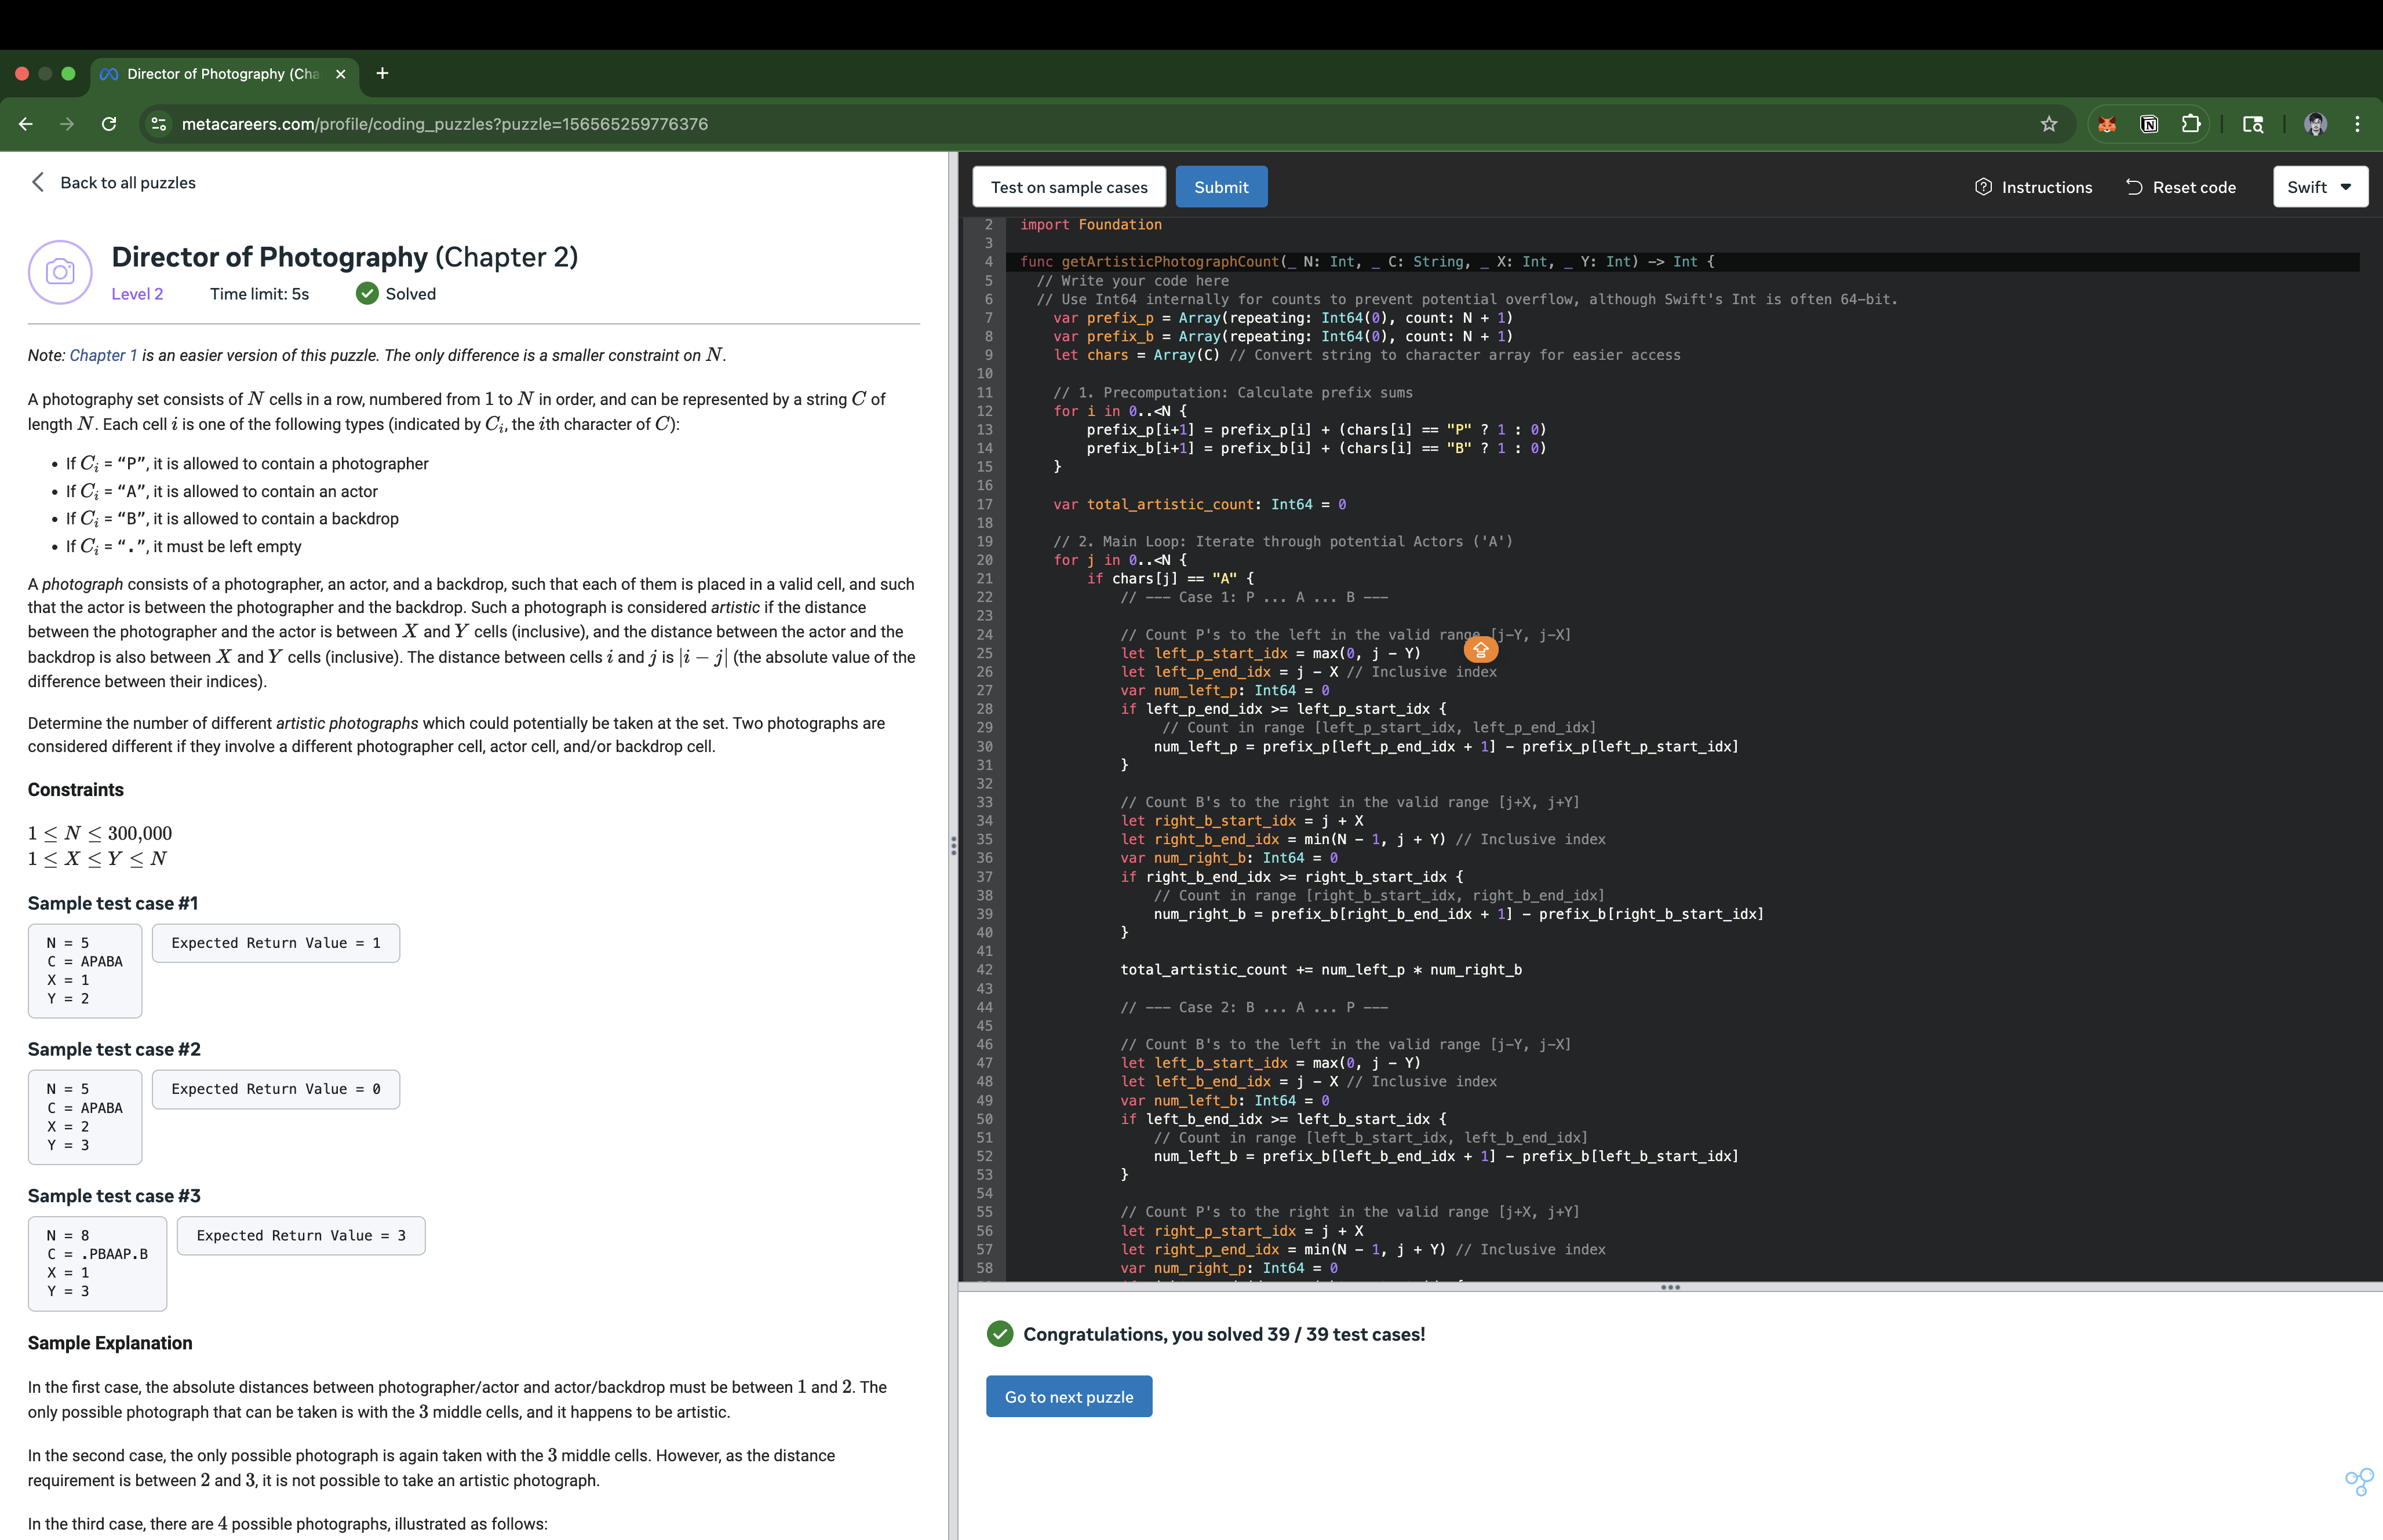 Director of Photography (Cha
metacareers.com/profile/coding_puzzles?puzzle=156565259776376
Back to all puzzles
Director of Photography (Chapter 2)
Level 2 Time limit: 5s Solved
Note: Chapter 1 is an easier version of this puzzle. The only difference is a smaller constraint on N.
A photography set consists of N cells in a row, numbered from 1 to N in order, and can be represented by a string C of
length N. Each cell i is one of the following types (indicated by Cᵢ, the ith character of C):
• If Cᵢ = “P”, it is allowed to contain a photographer
• If Cᵢ = “A”, it is allowed to contain an actor
• If Cᵢ = “B”, it is allowed to contain a backdrop
• If Cᵢ = “.”, it must be left empty
A photograph consists of a photographer, an actor, and a backdrop, such that each of them is placed in a valid cell, and such
that the actor is between the photographer and the backdrop. Such a photograph is considered artistic if the distance
between the photographer and the actor is between X and Y cells (inclusive), and the distance between the actor and the
backdrop is also between X and Y cells (inclusive). The distance between cells i and j is |i − j| (the absolute value of the
difference between their indices).
Determine the number of different artistic photographs which could potentially be taken at the set. Two photographs are
considered different if they involve a different photographer cell, actor cell, and/or backdrop cell.
Constraints
1 ≤ N ≤ 300,000
1 ≤ X ≤ Y ≤ N
Sample test case #1
N = 5
C = APABA
X = 1
Y = 2
Expected Return Value = 1
Sample test case #2
N = 5
C = APABA
X = 2
Y = 3
Expected Return Value = 0
Sample test case #3
N = 8
C = .PBAAP.B
X = 1
Y = 3
Expected Return Value = 3
Sample Explanation
In the first case, the absolute distances between photographer/actor and actor/backdrop must be between 1 and 2. The
only possible photograph that can be taken is with the 3 middle cells, and it happens to be artistic.
In the second case, the only possible photograph is again taken with the 3 middle cells. However, as the distance
requirement is between 2 and 3, it is not possible to take an artistic photograph.
In the third case, there are 4 possible photographs, illustrated as follows:
Test on sample cases Submit Instructions Reset code Swift
2 import Foundation
3
4 func getArtisticPhotographCount(_ N: Int, _ C: String, _ X: Int, _ Y: Int) -> Int {
5 // Write your code here
6 // Use Int64 internally for counts to prevent potential overflow, although Swift's Int is often 64-bit.
7 var prefix_p = Array(repeating: Int64(0), count: N + 1)
8 var prefix_b = Array(repeating: Int64(0), count: N + 1)
9 let chars = Array(C) // Convert string to character array for easier access
10
11 // 1. Precomputation: Calculate prefix sums
12 for i in 0..<N {
13 prefix_p[i+1] = prefix_p[i] + (chars[i] == "P" ? 1 : 0)
14 prefix_b[i+1] = prefix_b[i] + (chars[i] == "B" ? 1 : 0)
15 }
16
17 var total_artistic_count: Int64 = 0
18
19 // 2. Main Loop: Iterate through potential Actors ('A')
20 for j in 0..<N {
21 if chars[j] == "A" {
22 // --- Case 1: P ... A ... B ---
23
24 // Count P's to the left in the valid range [j-Y, j-X]
25 let left_p_start_idx = max(0, j - Y)
26 let left_p_end_idx = j - X // Inclusive index
27 var num_left_p: Int64 = 0
28 if left_p_end_idx >= left_p_start_idx {
29 // Count in range [left_p_start_idx, left_p_end_idx]
30 num_left_p = prefix_p[left_p_end_idx + 1] - prefix_p[left_p_start_idx]
31 }
32
33 // Count B's to the right in the valid range [j+X, j+Y]
34 let right_b_start_idx = j + X
35 let right_b_end_idx = min(N - 1, j + Y) // Inclusive index
36 var num_right_b: Int64 = 0
37 if right_b_end_idx >= right_b_start_idx {
38 // Count in range [right_b_start_idx, right_b_end_idx]
39 num_right_b = prefix_b[right_b_end_idx + 1] - prefix_b[right_b_start_idx]
40 }
41
42 total_artistic_count += num_left_p * num_right_b
43
44 // --- Case 2: B ... A ... P ---
45
46 // Count B's to the left in the valid range [j-Y, j-X]
47 let left_b_start_idx = max(0, j - Y)
48 let left_b_end_idx = j - X // Inclusive index
49 var num_left_b: Int64 = 0
50 if left_b_end_idx >= left_b_start_idx {
51 // Count in range [left_b_start_idx, left_b_end_idx]
52 num_left_b = prefix_b[left_b_end_idx + 1] - prefix_b[left_b_start_idx]
53 }
54
55 // Count P's to the right in the valid range [j+X, j+Y]
56 let right_p_start_idx = j + X
57 let right_p_end_idx = min(N - 1, j + Y) // Inclusive index
58 var num_right_p: Int64 = 0
Congratulations, you solved 39 / 39 test cases!
Go to next puzzle